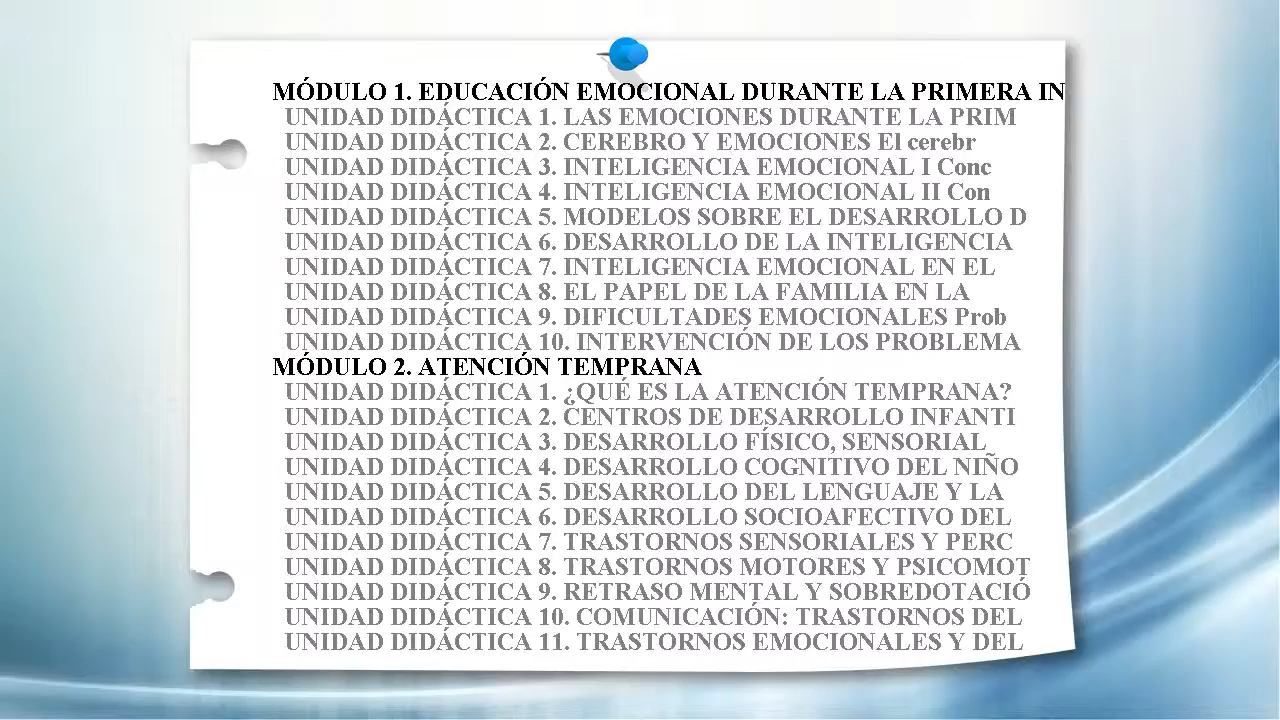 MÓDULO 1. EDUCACIÓN EMOCIONAL DURANTE LA PRIMERA IN
UNIDAD DIDÁCTICA 1. LAS EMOCIONES DURANTE LA PRIM
UNIDAD DIDÁCTICA 2. CEREBRO Y EMOCIONES El cerebr
UNIDAD DIDÁCTICA 3. INTELIGENCIA EMOCIONAL I Conc
UNIDAD DIDÁCTICA 4. INTELIGENCIA EMOCIONAL II Con
UNIDAD DIDÁCTICA 5. MODELOS SOBRE EL DESARROLLO D
UNIDAD DIDÁCTICA 6. DESARROLLO DE LA INTELIGENCIA
UNIDAD DIDÁCTICA 7. INTELIGENCIA EMOCIONAL EN EL
UNIDAD DIDÁCTICA 8. EL PAPEL DE LA FAMILIA EN LA
UNIDAD DIDÁCTICA 9. DIFICULTADES EMOCIONALES Prob
UNIDAD DIDÁCTICA 10. INTERVENCIÓN DE LOS PROBLEMA
MÓDULO 2. ATENCIÓN TEMPRANA
UNIDAD DIDÁCTICA 1. ¿QUÉ ES LA ATENCIÓN TEMPRANA?
UNIDAD DIDÁCTICA 2. CENTROS DE DESARROLLO INFANTI
UNIDAD DIDÁCTICA 3. DESARROLLO FÍSICO, SENSORIAL
UNIDAD DIDÁCTICA 4. DESARROLLO COGNITIVO DEL NIÑO
UNIDAD DIDÁCTICA 5. DESARROLLO DEL LENGUAJE Y LA
UNIDAD DIDÁCTICA 6. DESARROLLO SOCIOAFECTIVO DEL
UNIDAD DIDÁCTICA 7. TRASTORNOS SENSORIALES Y PERC
UNIDAD DIDÁCTICA 8. TRASTORNOS MOTORES Y PSICOMOT
UNIDAD DIDÁCTICA 9. RETRASO MENTAL Y SOBREDOTACIÓ
UNIDAD DIDÁCTICA 10. COMUNICACIÓN: TRASTORNOS DEL
UNIDAD DIDÁCTICA 11. TRASTORNOS EMOCIONALES Y DEL